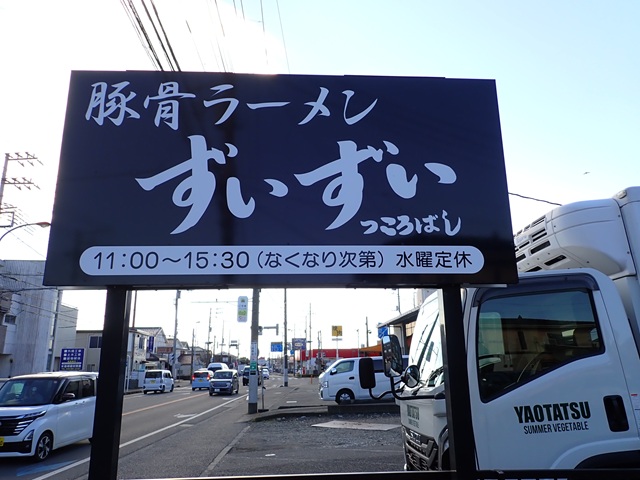 豚骨ラーメン
ずいずい
っころばし
11:00〜15:30(なくなり次第) 水曜定休
YAOTATSU
SUMMER VEGETABLE